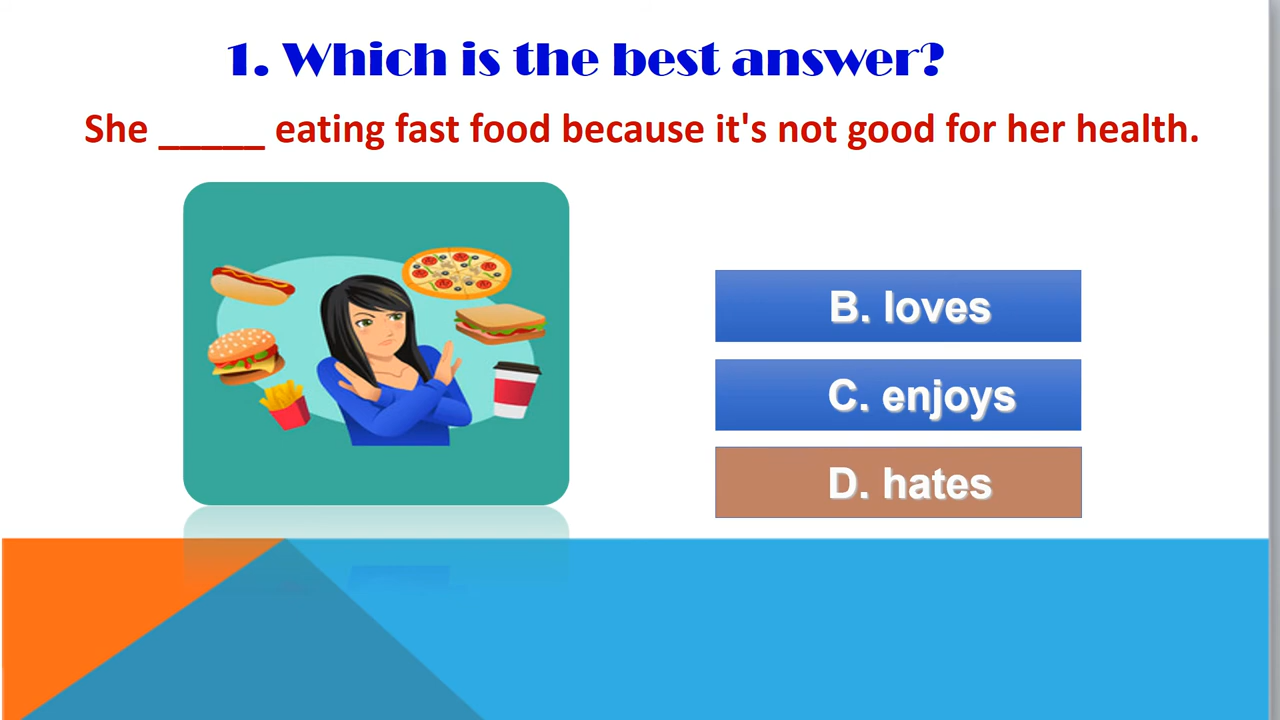 1. Which is the best answer?
She _____ eating fast food because it's not good for her health.
B. loves
C. enjoys
D. hates